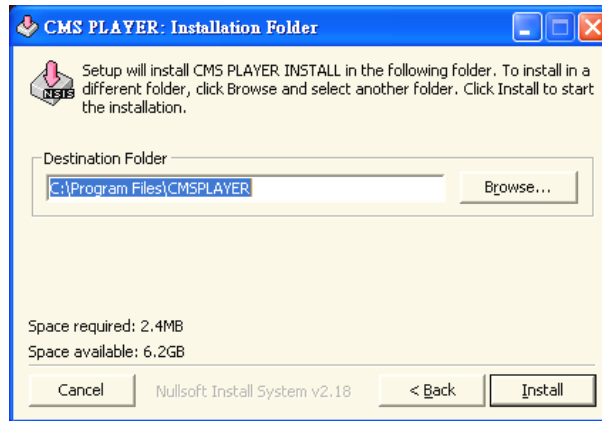 CMS PLAYER: Installation Folder
Setup will install CMS PLAYER INSTALL in the following folder. To install in a
different folder, click Browse and select another folder. Click Install to start
the installation.
NSIS
Destination Folder
C:\Program Files\CMSPLAYER
Browse...
Space required: 2.4MB
Space available: 6.2GB
Cancel
Nullsoft Install System v2.18
< Back
Install